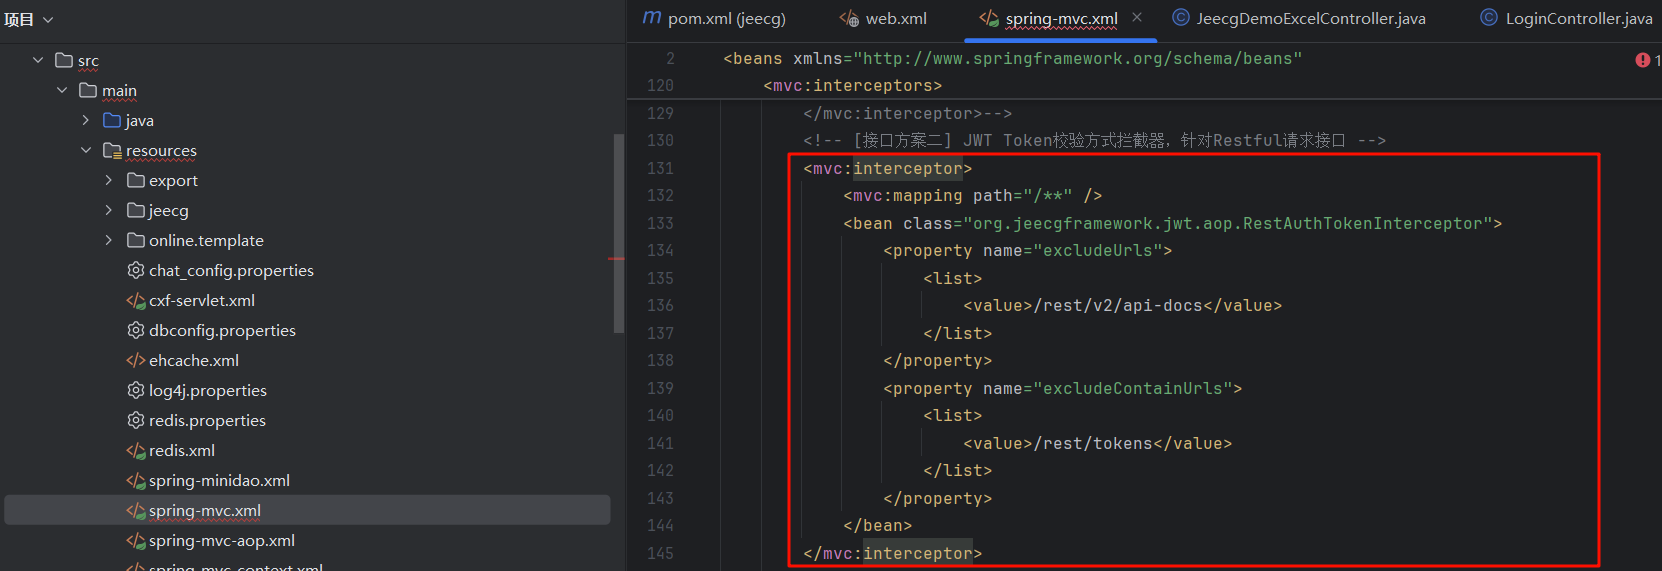 项目
src
main
java
resources
export
jeecg
online.template
chat_config.properties
cxf-servlet.xml
dbconfig.properties
ehcache.xml
log4j.properties
redis.properties
redis.xml
spring-minidao.xml
spring-mvc.xml
spring-mvc-aop.xml
spring-mvc-context.xml
pom.xml (jeecg)
web.xml
spring-mvc.xml
JeecgDemoExcelController.java
LoginController.java
1
2 <beans xmlns="http://www.springframework.org/schema/beans"
120 <mvc:interceptors>
129 </mvc:interceptor>-->
130 <!-- [接口方案二] JWT Token校验方式拦截器，针对Restful请求接口 -->
131 <mvc:interceptor>
132 <mvc:mapping path="/**" />
133 <bean class="org.jeecgframework.jwt.aop.RestAuthTokenInterceptor">
134 <property name="excludeUrls">
135 <list>
136 <value>/rest/v2/api-docs</value>
137 </list>
138 </property>
139 <property name="excludeContainUrls">
140 <list>
141 <value>/rest/tokens</value>
142 </list>
143 </property>
144 </bean>
145 </mvc:interceptor>